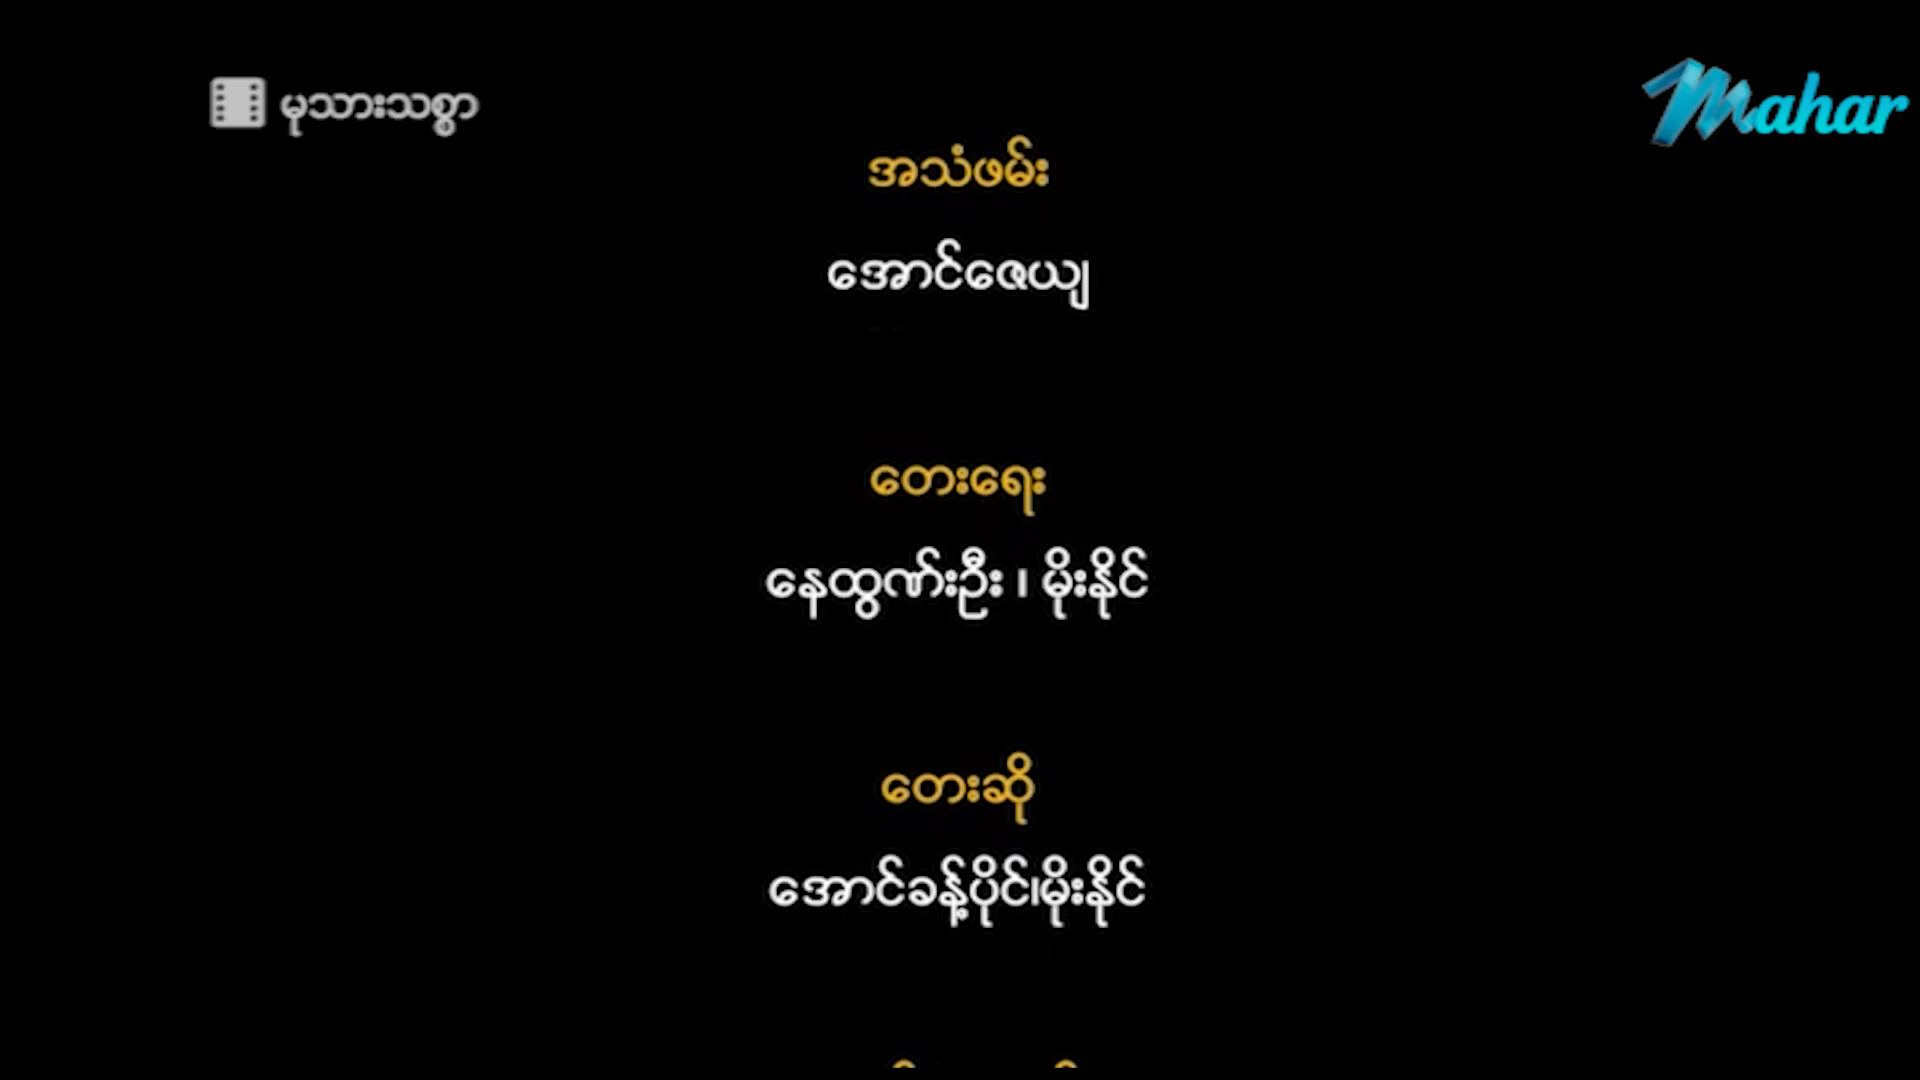 မုသားသစ္စာ
Mahar
အသံဖမ်း
အောင်ဇေယျ
တေးရေး
နေထွဏ်းဦး ၊ မိုးနိုင်
တေးဆို
အောင်ခန့်ပိုင်၊မိုးနိုင်